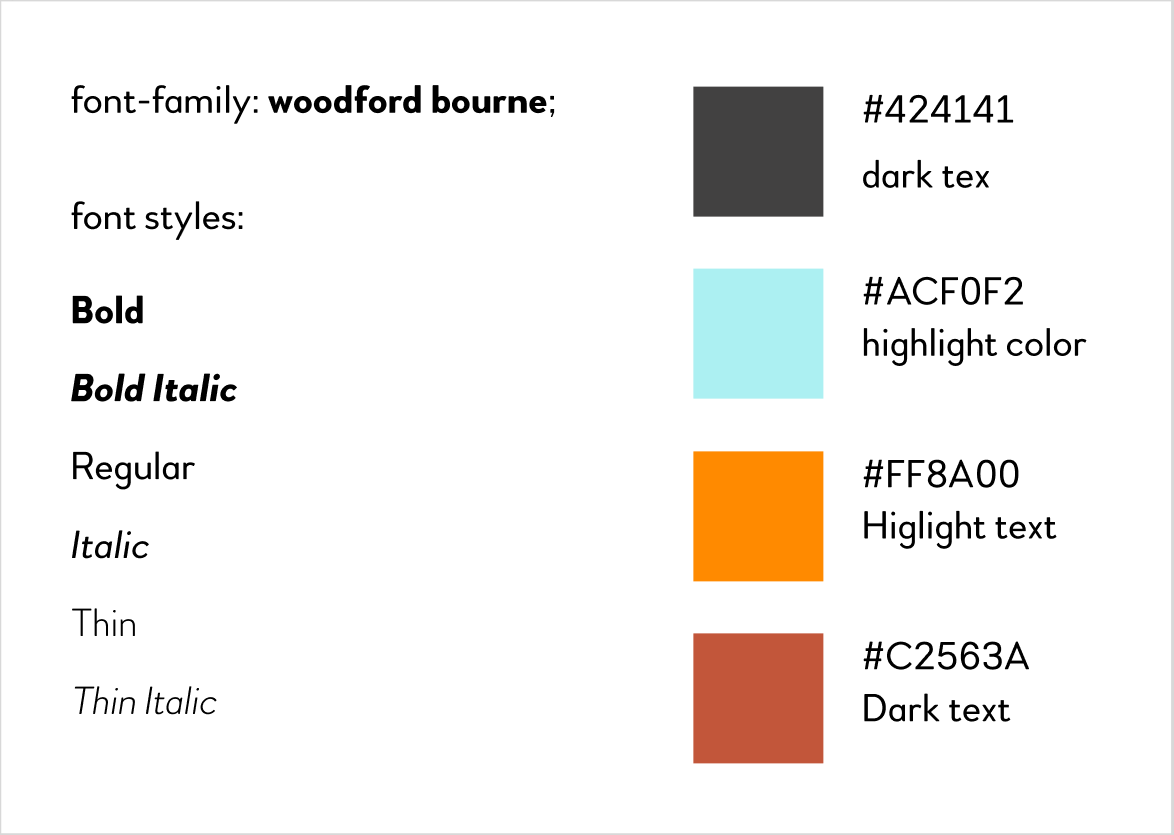 font-family: woodford bourne;
font styles:
Bold
Bold Italic
Regular
Italic
Thin
Thin Italic
#424141
dark tex
#ACF0F2
highlight color
#FF8A00
Higlight text
#C2563A
Dark text